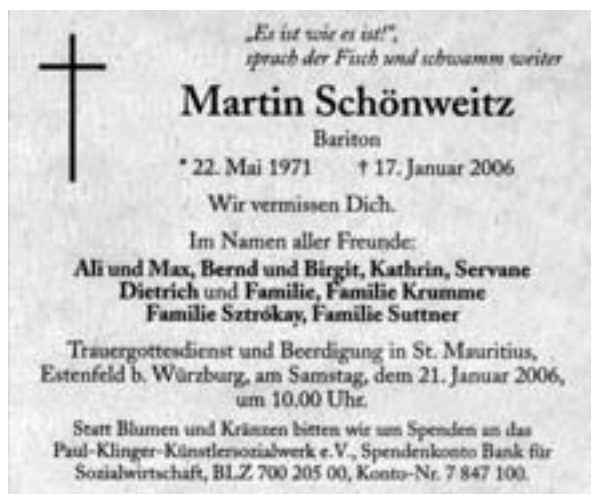 „Es ist wie es ist!“,
sprach der Fisch und schwamm weiter
Martin Schönweitz
Bariton
* 22. Mai 1971 † 17. Januar 2006
Wir vermissen Dich.
Im Namen aller Freunde:
Ali und Max, Bernd und Birgit, Kathrin, Servane
Dietrich und Familie, Familie Krumme
Familie Sztrókay, Familie Suttner
Trauergottesdienst und Beerdigung in St. Mauritius,
Estenfeld b. Würzburg, am Samstag, dem 21. Januar 2006,
um 10.00 Uhr.
Statt Blumen und Kränzen bitten wir um Spenden an das
Paul-Klinger-Künstlersozialwerk e.V., Spendenkonto Bank für
Sozialwirtschaft, BLZ 700 205 00, Konto-Nr. 7 847 100.